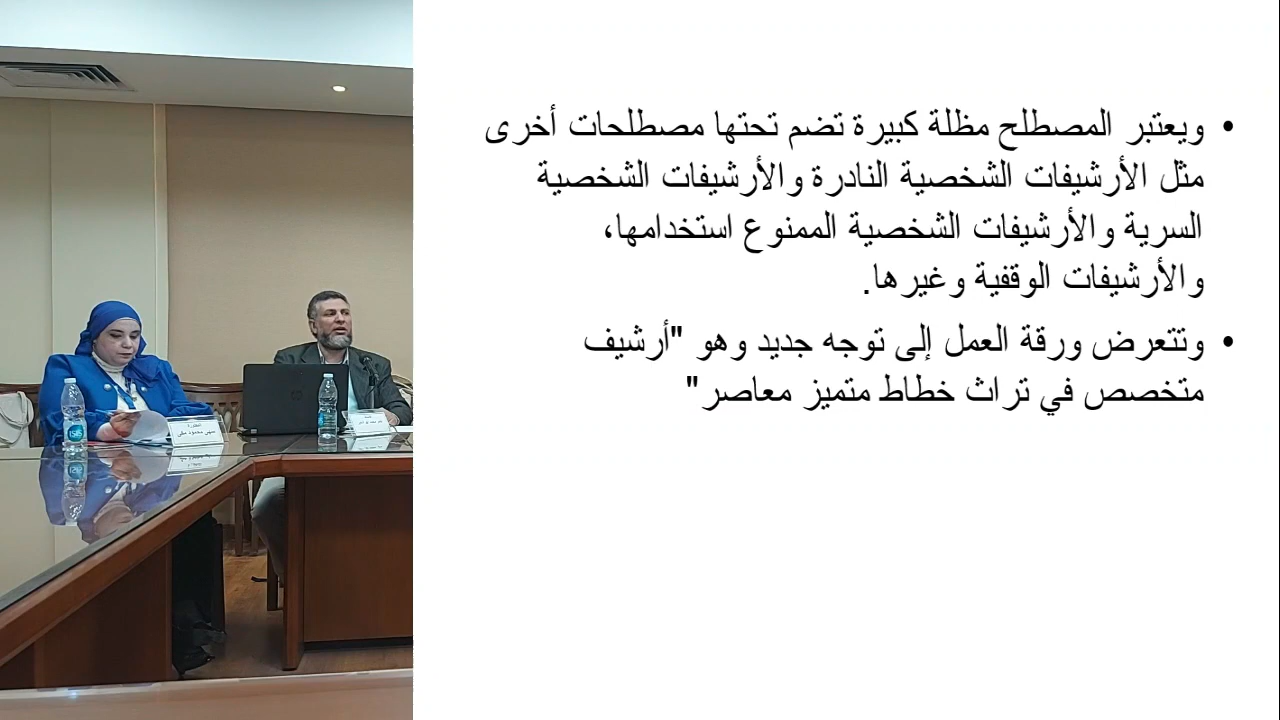 • ويعتبر المصطلح مظلة كبيرة تضم تحتها مصطلحات أخرى
مثل الأرشيفات الشخصية النادرة والأرشيفات الشخصية
السرية والأرشيفات الشخصية الممنوع استخدامها،
والأرشيفات الوقفية وغيرها.
• وتتعرض ورقة العمل إلى توجه جديد وهو "أرشيف
متخصص في تراث خطاط متميز معاصر"